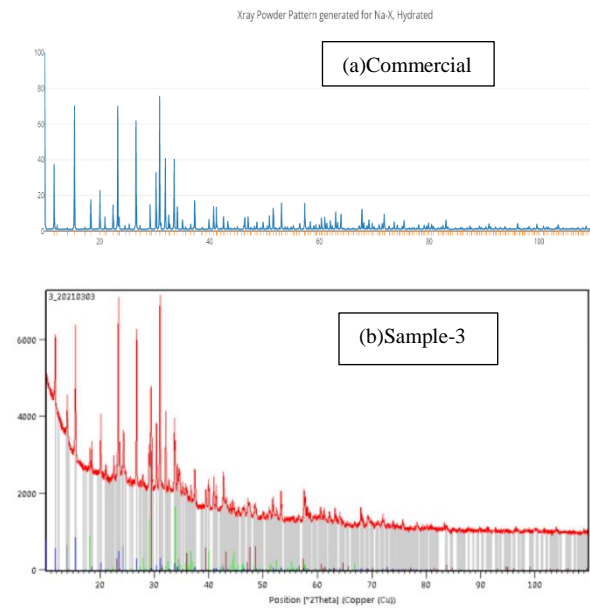 Xray Powder Pattern generated for Na-X, Hydrated
(a)Commercial
100
80
60
40
20
0
20 40 60 80 100
3_20210303
(b)Sample-3
6000
4000
2000
0
20 30 40 50 60 70 80 90 100
Position [°2Theta] (Copper (Cu))